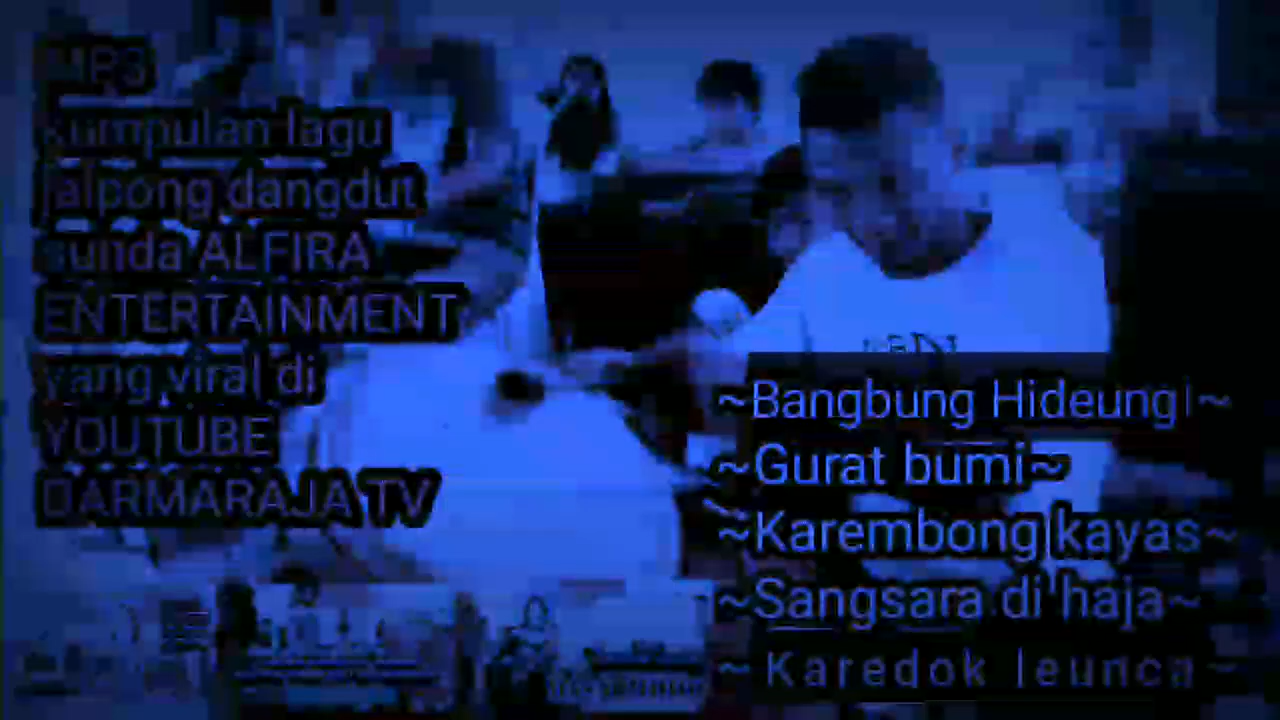 MP3
kumpulan lagu
jaipong dangdut
sunda ALFIRA
ENTERTAINMENT
yang viral di
YOUTUBE
DARMARAJA TV
~Bangbung Hideung~
~Gurat bumi~
~Karembong kayas~
~Sangsara di haja~
~Karedok leunca~